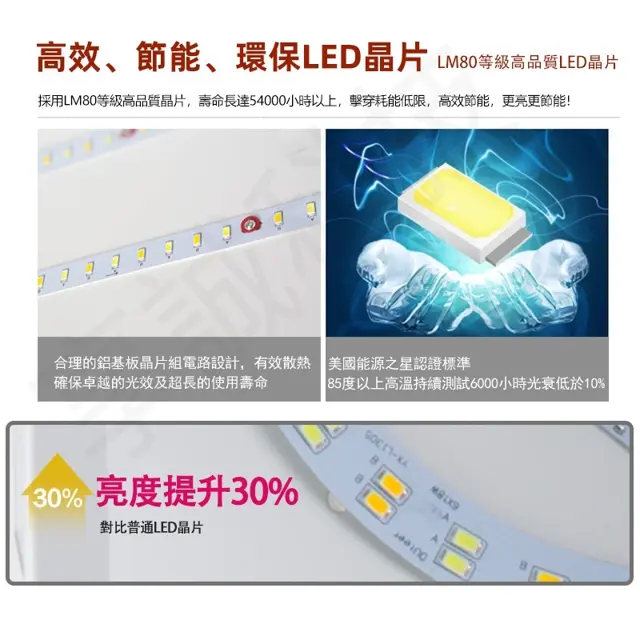 高效、節能、環保LED晶片 LM80等級高品質LED晶片
採用LM80等級高品質晶片，壽命長達54000小時以上，擊穿耗能低限，高效節能，更亮更節能！
合理的鋁基板晶片組電路設計，有效散熱
確保卓越的光效及超長的使用壽命
美國能源之星認證標準
85度以上高溫持續測試6000小時光衰低於10%
30%
亮度提升30%
對比普通LED晶片
YX-L130S
6X18W
Outeer
A
B
B
B